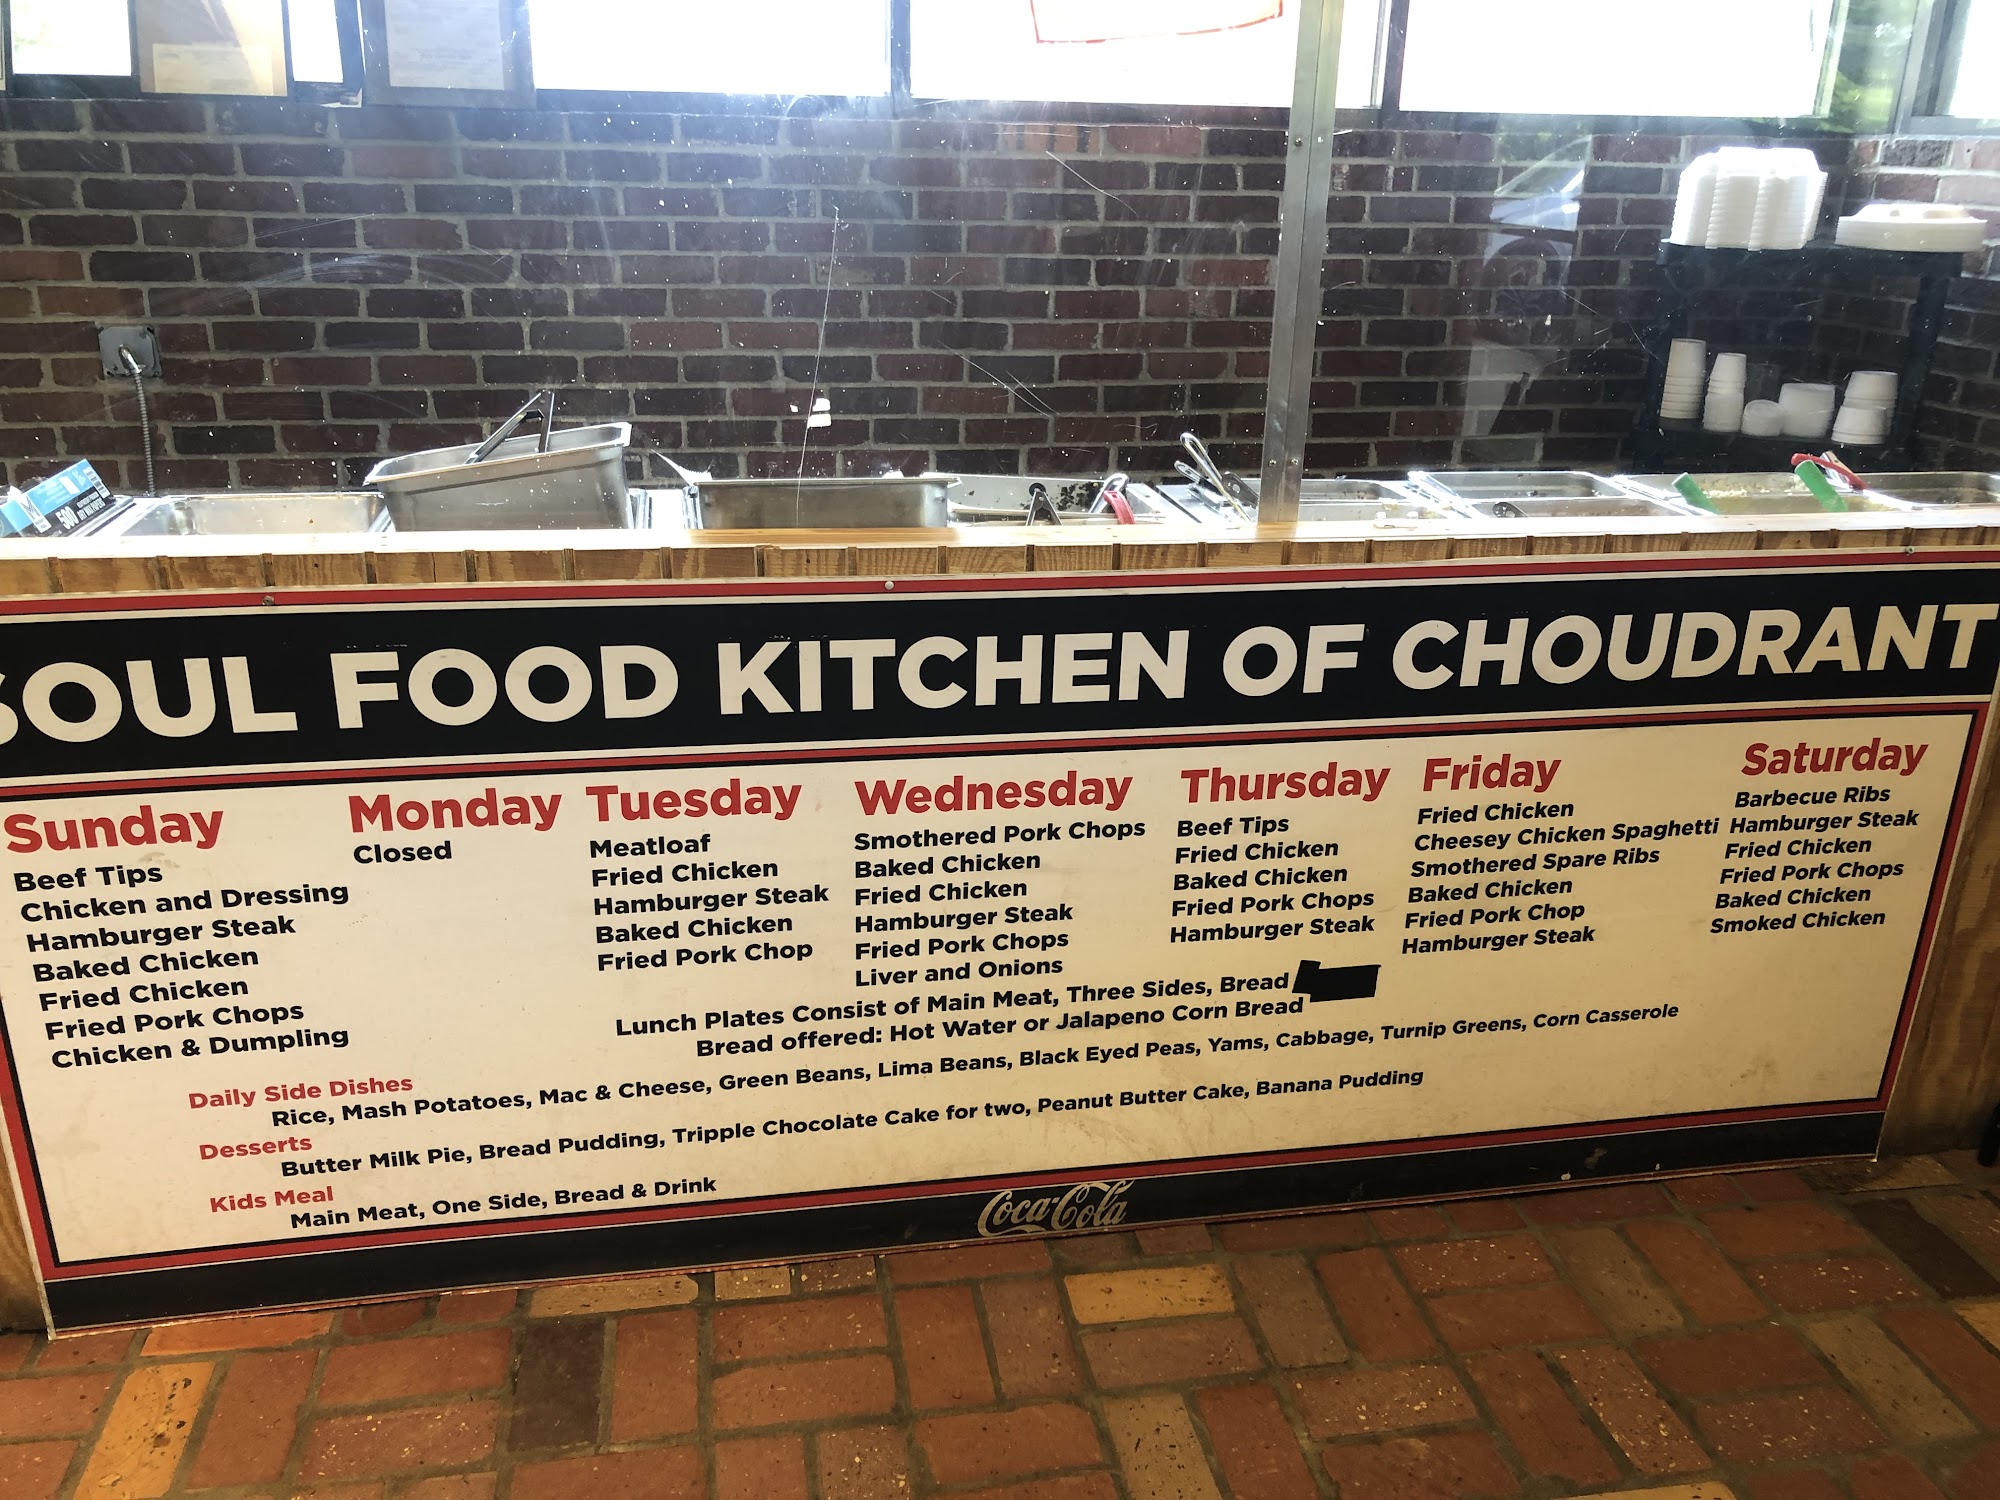 SOUL FOOD KITCHEN OF CHOUDRANT
Sunday
Beef Tips
Chicken and Dressing
Hamburger Steak
Baked Chicken
Fried Chicken
Fried Pork Chops
Chicken & Dumpling
Monday
Closed
Tuesday
Meatloaf
Fried Chicken
Hamburger Steak
Baked Chicken
Fried Pork Chop
Wednesday
Smothered Pork Chops
Baked Chicken
Fried Chicken
Hamburger Steak
Fried Pork Chops
Liver and Onions
Thursday
Beef Tips
Fried Chicken
Baked Chicken
Fried Pork Chops
Hamburger Steak
Friday
Fried Chicken
Cheesey Chicken Spaghetti
Smothered Spare Ribs
Baked Chicken
Fried Pork Chop
Hamburger Steak
Saturday
Barbecue Ribs
Hamburger Steak
Fried Chicken
Fried Pork Chops
Baked Chicken
Smoked Chicken
Lunch Plates Consist of Main Meat, Three Sides, Bread
Bread offered: Hot Water or Jalapeno Corn Bread
Daily Side Dishes
Rice, Mash Potatoes, Mac & Cheese, Green Beans, Lima Beans, Black Eyed Peas, Yams, Cabbage, Turnip Greens, Corn Casserole
Desserts
Butter Milk Pie, Bread Pudding, Tripple Chocolate Cake for two, Peanut Butter Cake, Banana Pudding
Kids Meal
Main Meat, One Side, Bread & Drink
Coca-Cola
500